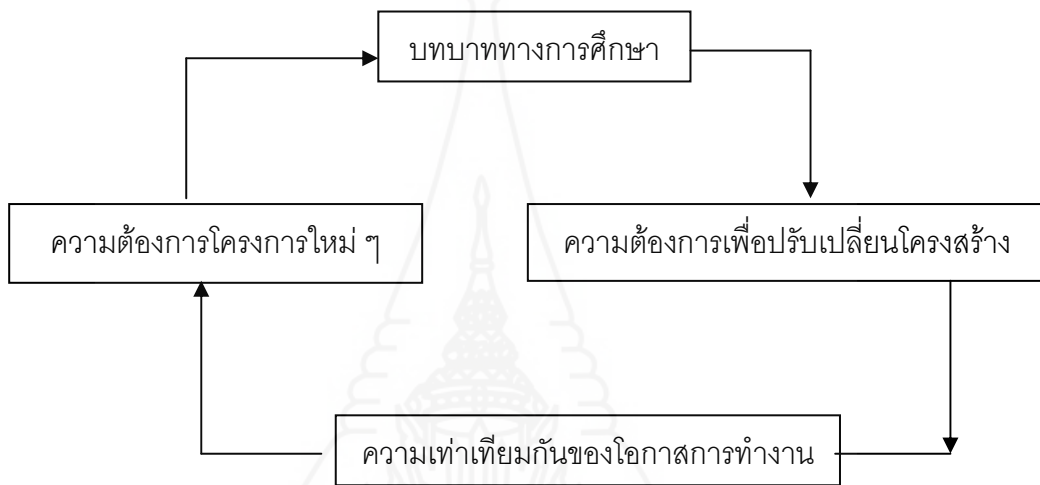 บทบาททางการศึกษา
ความต้องการโครงการใหม่ ๆ
ความต้องการเพื่อปรับเปลี่ยนโครงสร้าง
ความเท่าเทียมกันของโอกาสการทำงาน